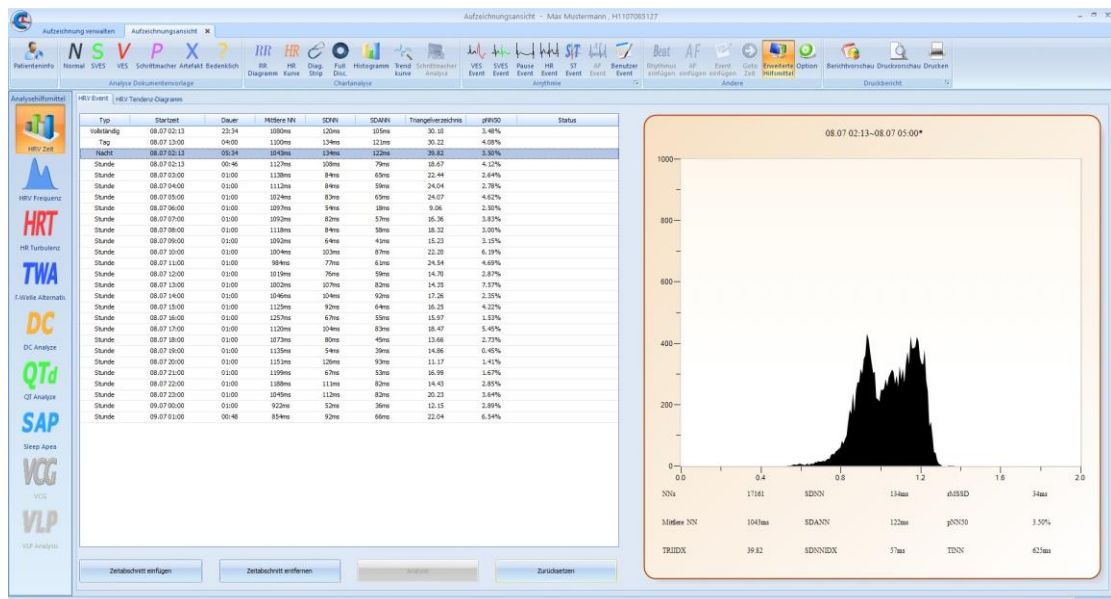 Aufzeichnungsansicht - Max Mustermann , H1107085127
Aufzeichnung verwalten Aufzeichnungsansicht
N S V P X ? RR HR Beat AF
Patienteninfo Normal SVES VES Schrittmacher Artefakt Bedenklich RR Diagramm HR Kurve Diag. Strip Full Disc. Histogramm Trend kurve Schrittmacher Analyse VES Event SVES Event Pause Event HR Event ST Event AF Event Benutzer Event Rhythmus einfügen AF einfügen Event einfügen Goto Zeit Erweiterte Hilfsmittel Option Berichtvorschau Druckvorschau Drucken
Analyse Dokumentenvorlage Chartanalyse Arrythmie Andere Druckbericht
Analysehilfsmittel
HRV Zeit
HRV Frequenz
HRT
HR Turbulenz
TWA
T-Welle Alternatic
DC
DC Analyze
QTd
QT Analyze
SAP
Sleep Apea
VCG
VCG
VLP
VLP Analysis
HRV Event HRV Tendenz-Diagramm
Typ Startzeit Dauer Mittlere NN SDNN SDANN Triangelverzeichnis pNN50 Status
Vollständig 08.07 02:13 23:34 1080ms 120ms 105ms 30.10 3.48%
Tag 08.07 13:00 04:00 1100ms 134ms 121ms 30.22 4.08%
Nacht 08.07 02:13 05:34 1043ms 134ms 122ms 39.82 3.50%
Stunde 08.07 02:13 00:46 1127ms 108ms 79ms 18.67 4.12%
Stunde 08.07 03:00 01:00 1138ms 84ms 65ms 22.44 2.64%
Stunde 08.07 04:00 01:00 1112ms 84ms 59ms 24.04 2.78%
Stunde 08.07 05:00 01:00 1024ms 83ms 65ms 24.07 4.62%
Stunde 08.07 06:00 01:00 1097ms 54ms 18ms 9.06 2.50%
Stunde 08.07 07:00 01:00 1092ms 82ms 57ms 16.36 3.83%
Stunde 08.07 08:00 01:00 1118ms 84ms 58ms 18.32 3.00%
Stunde 08.07 09:00 01:00 1092ms 64ms 41ms 15.23 3.15%
Stunde 08.07 10:00 01:00 1004ms 103ms 87ms 22.20 6.19%
Stunde 08.07 11:00 01:00 984ms 77ms 61ms 24.54 4.69%
Stunde 08.07 12:00 01:00 1019ms 76ms 59ms 14.70 2.87%
Stunde 08.07 13:00 01:00 1002ms 107ms 82ms 14.35 7.57%
Stunde 08.07 14:00 01:00 1046ms 104ms 92ms 17.26 2.35%
Stunde 08.07 15:00 01:00 1125ms 92ms 64ms 16.25 4.22%
Stunde 08.07 16:00 01:00 1257ms 67ms 55ms 15.97 1.53%
Stunde 08.07 17:00 01:00 1120ms 104ms 83ms 18.47 5.45%
Stunde 08.07 18:00 01:00 1073ms 80ms 45ms 13.66 2.73%
Stunde 08.07 19:00 01:00 1135ms 54ms 39ms 14.86 0.45%
Stunde 08.07 20:00 01:00 1151ms 126ms 93ms 11.17 1.41%
Stunde 08.07 21:00 01:00 1199ms 67ms 53ms 16.99 1.67%
Stunde 08.07 22:00 01:00 1188ms 111ms 82ms 14.43 2.85%
Stunde 08.07 23:00 01:00 1045ms 112ms 82ms 20.23 3.64%
Stunde 09.07 00:00 01:00 922ms 52ms 36ms 12.15 2.89%
Stunde 09.07 01:00 00:48 854ms 92ms 66ms 22.04 6.54%
Zeitabschnitt einfügen Zeitabschnitt entfernen Analysis Zurücksetzen
08.07 02:13~08.07 05:00*
1000
800
600
400
200
0
0.0 0.4 0.8 1.2 1.6 2.0
NNs 17161 SDNN 134ms rMSSD 34ms
Mittlere NN 1043ms SDANN 122ms pNN50 3.50%
TRIIDX 39.82 SDNNIDX 57ms TINN 625ms